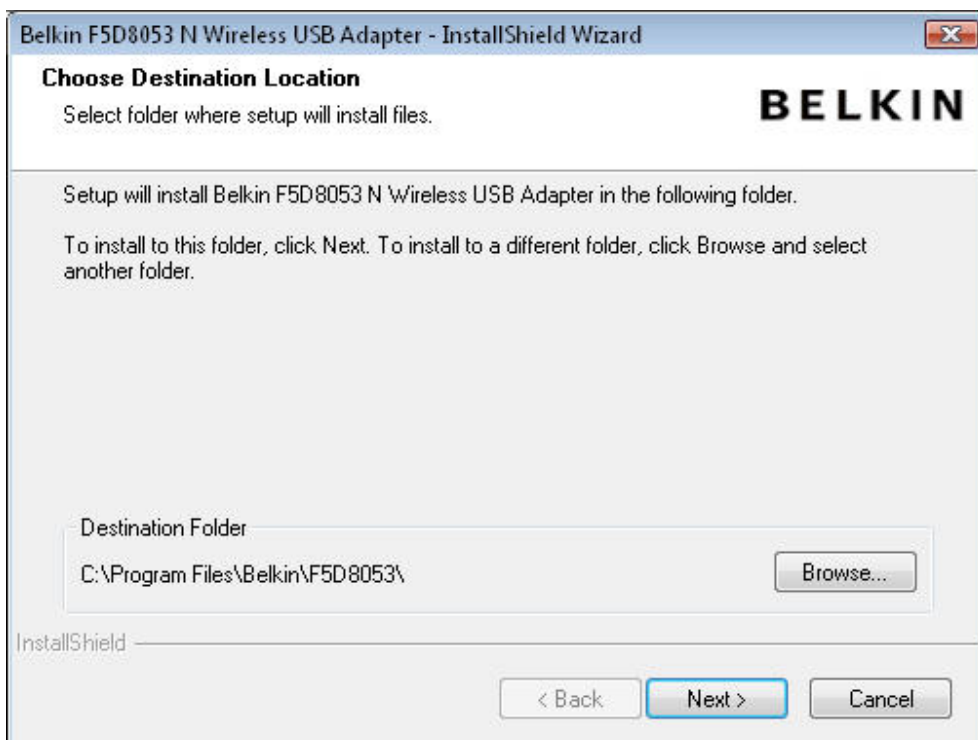 Belkin F5D8053 N Wireless USB Adapter - InstallShield Wizard
Choose Destination Location
Select folder where setup will install files.
BELKIN
Setup will install Belkin F5D8053 N Wireless USB Adapter in the following folder.
To install to this folder, click Next. To install to a different folder, click Browse and select
another folder.
Destination Folder
C:\Program Files\Belkin\F5D8053\
Browse...
InstallShield
< Back
Next >
Cancel